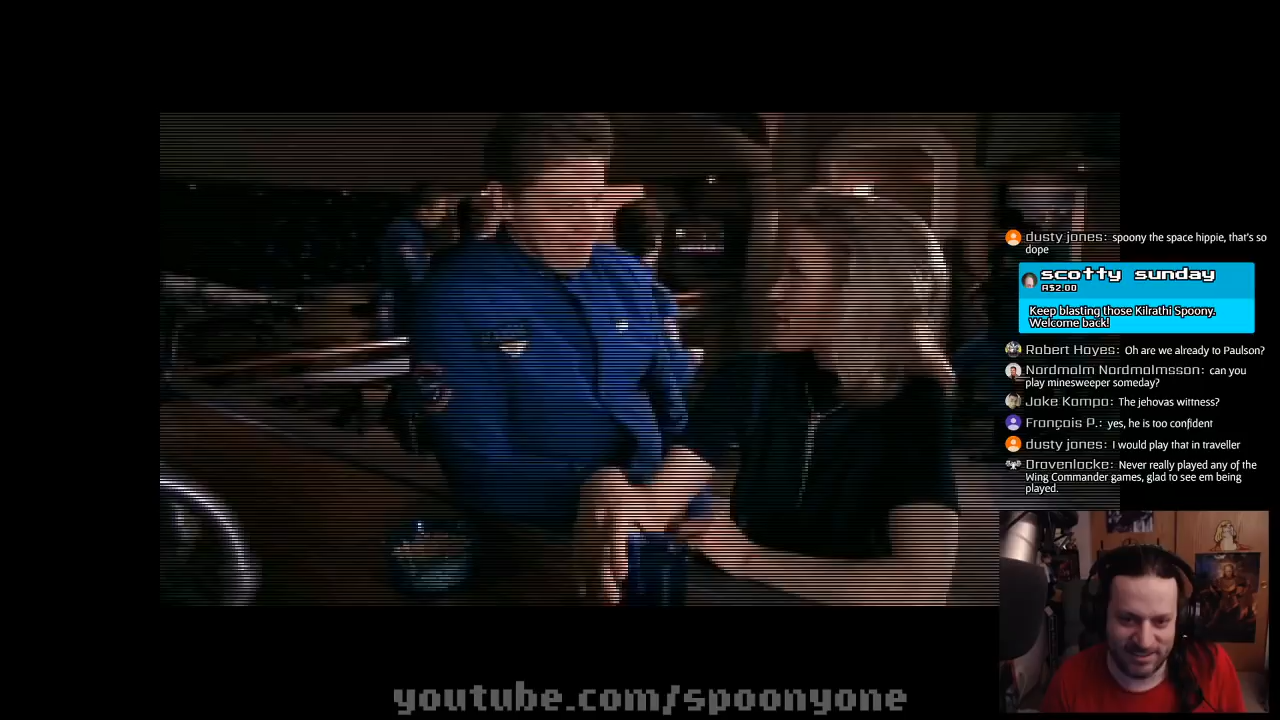 dusty jones: spoony the space hippie, that's so
dope
scotty sunday
A$2.00
Keep blasting those Kilrathi Spoony.
Welcome back!
Robert Hayes: Oh are we already to Paulson?
Nordmolm Nordmolmsson: can you
play minesweeper someday?
Jake Kampa: The jehovas witness?
François P.: yes, he is too confident
dusty jones: I would play that in traveller
Dravenlocke: Never really played any of the
Wing Commander games, glad to see em being
played.
youtube.com/spoonyone